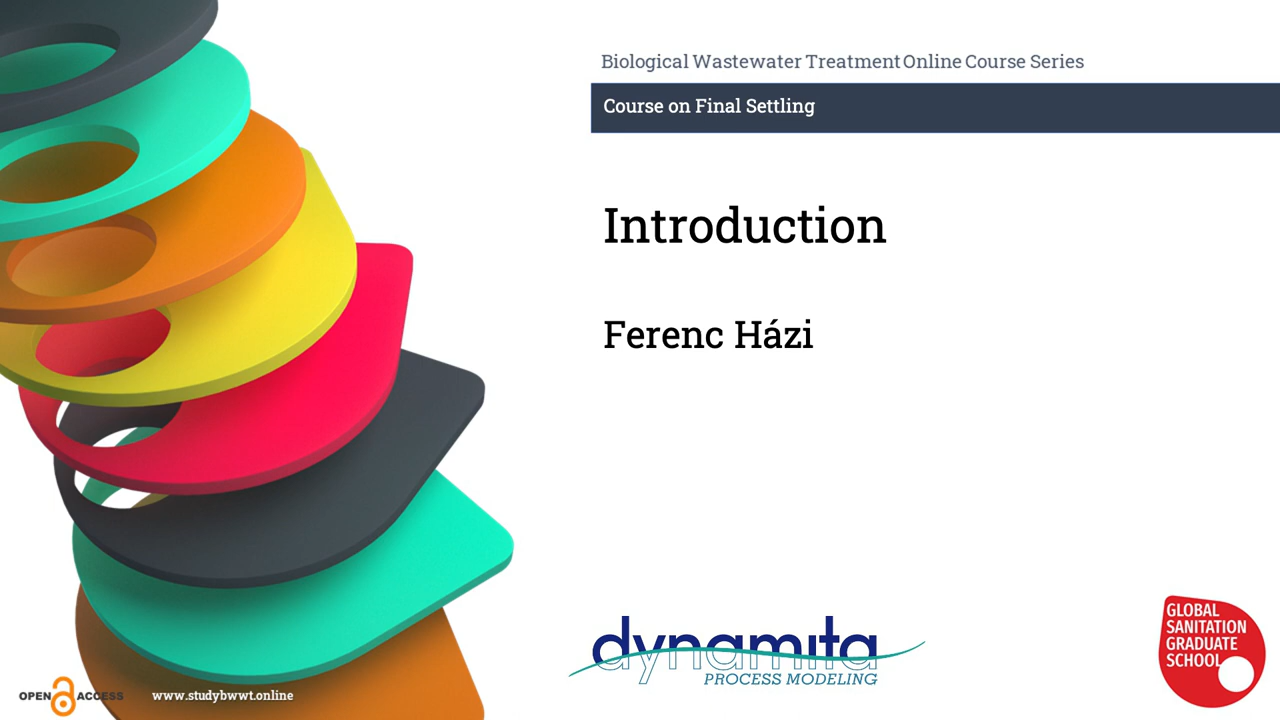 Biological Wastewater Treatment Online Course Series
Course on Final Settling
Introduction
Ferenc Házi
dynamita
PROCESS MODELING
GLOBAL
SANITATION
GRADUATE
SCHOOL
OPEN ACCESS
www.studybwwt.online